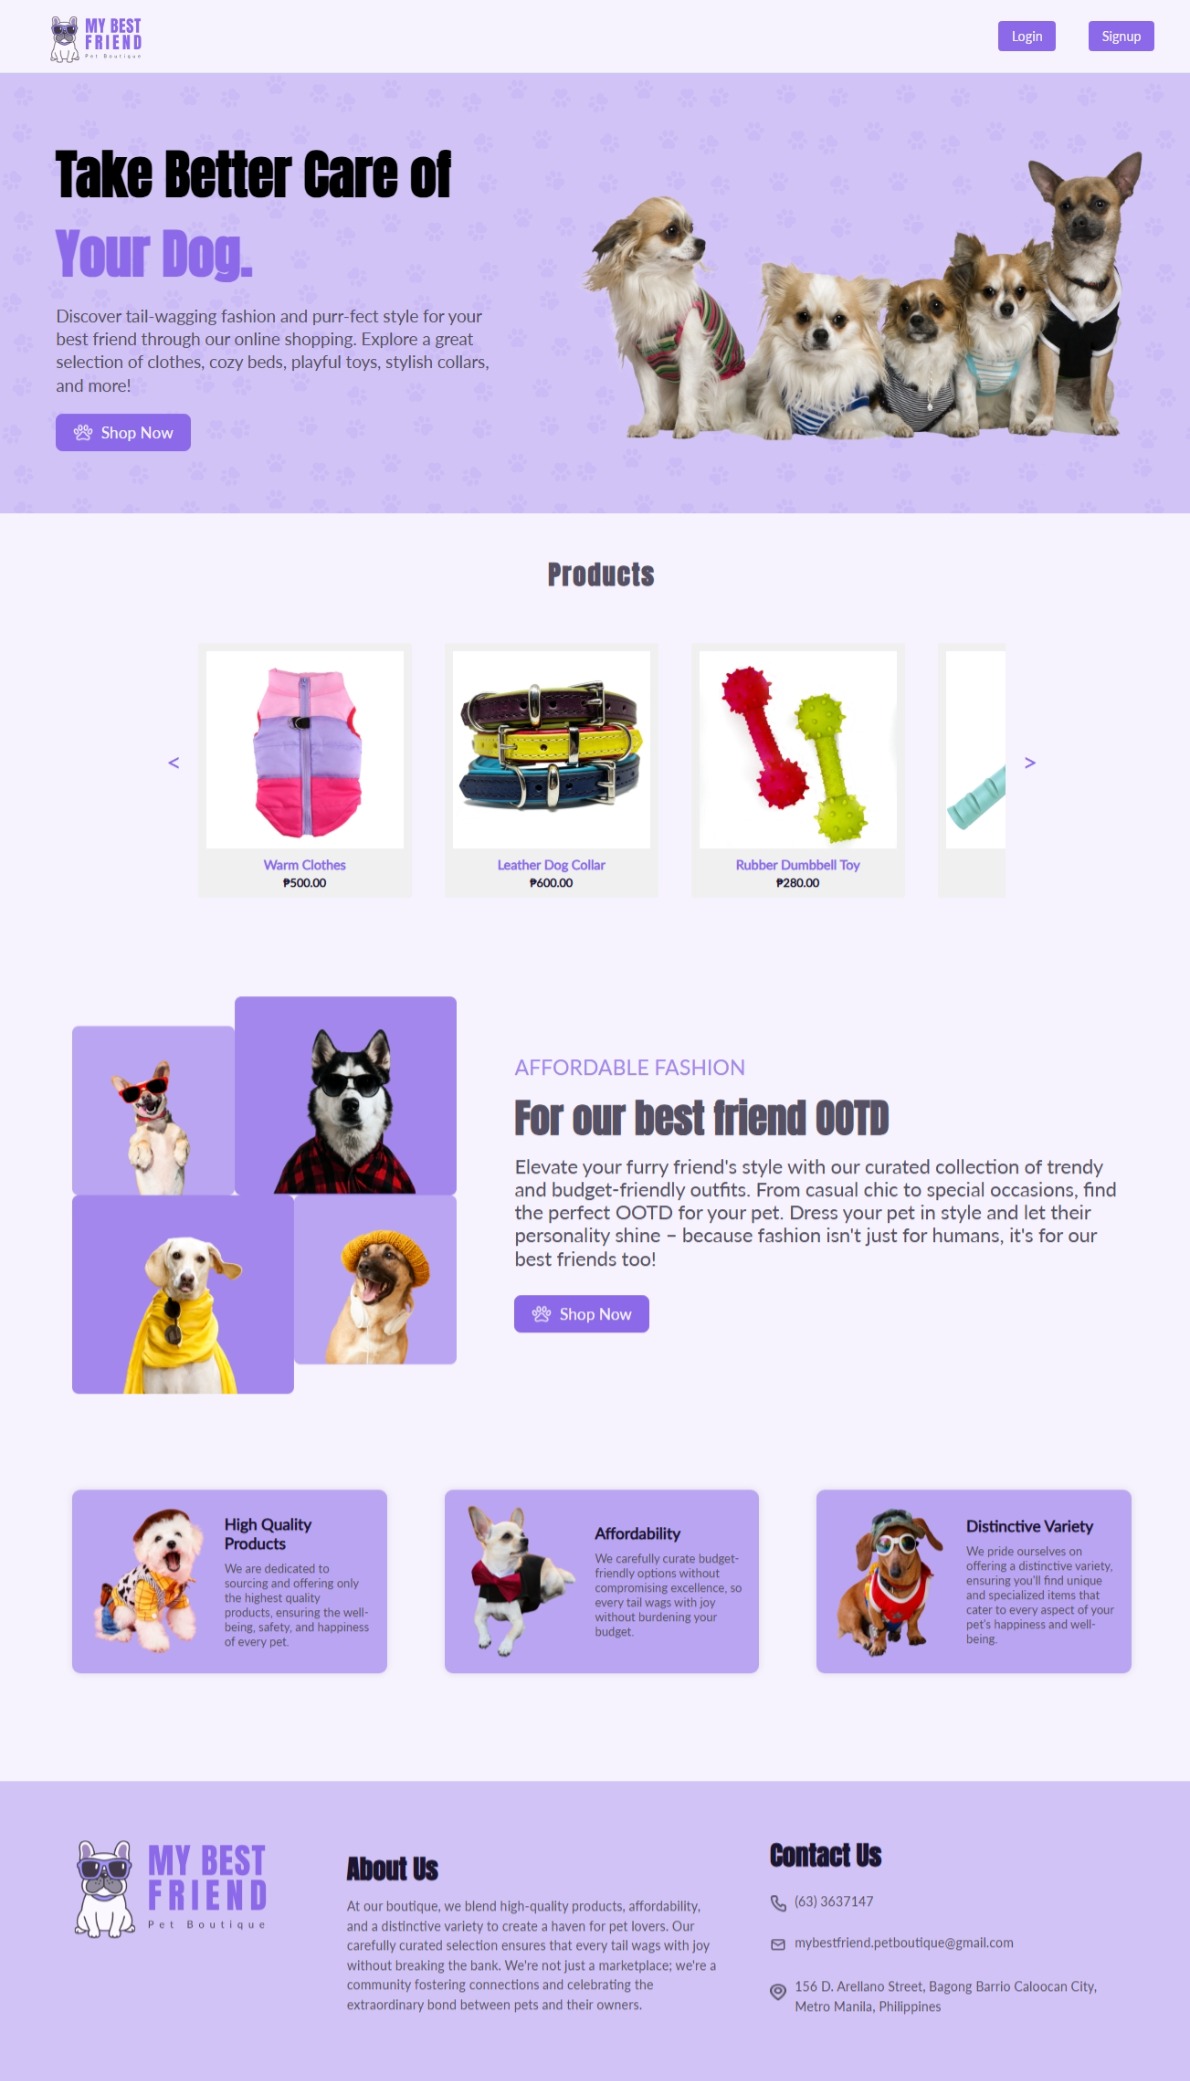 MY BEST
FRIEND
Pet Boutique
Login
Signup
Take Better Care of
Your Dog.
Discover tail-wagging fashion and purr-fect style for your
best friend through our online shopping. Explore a great
selection of clothes, cozy beds, playful toys, stylish collars,
and more!
Shop Now
Products
<
>
Warm Clothes
₱500.00
Leather Dog Collar
₱600.00
Rubber Dumbbell Toy
₱280.00
AFFORDABLE FASHION
For our best friend OOTD
Elevate your furry friend's style with our curated collection of trendy
and budget-friendly outfits. From casual chic to special occasions, find
the perfect OOTD for your pet. Dress your pet in style and let their
personality shine – because fashion isn't just for humans, it's for our
best friends too!
Shop Now
High Quality
Products
We are dedicated to
sourcing and offering only
the highest quality
products, ensuring the well-
being, safety, and happiness
of every pet.
Affordability
We carefully curate budget-
friendly options without
compromising excellence, so
every tail wags with joy
without burdening your
budget.
Distinctive Variety
We pride ourselves on
offering a distinctive variety,
ensuring you'll find unique
and specialized items that
cater to every aspect of your
pet's happiness and well-
being.
MY BEST
FRIEND
Pet Boutique
About Us
At our boutique, we blend high-quality products, affordability,
and a distinctive variety to create a haven for pet lovers. Our
carefully curated selection ensures that every tail wags with joy
without breaking the bank. We're not just a marketplace; we're a
community fostering connections and celebrating the
extraordinary bond between pets and their owners.
Contact Us
(63) 3637147
mybestfriend.petboutique@gmail.com
156 D. Arellano Street, Bagong Barrio Caloocan City,
Metro Manila, Philippines